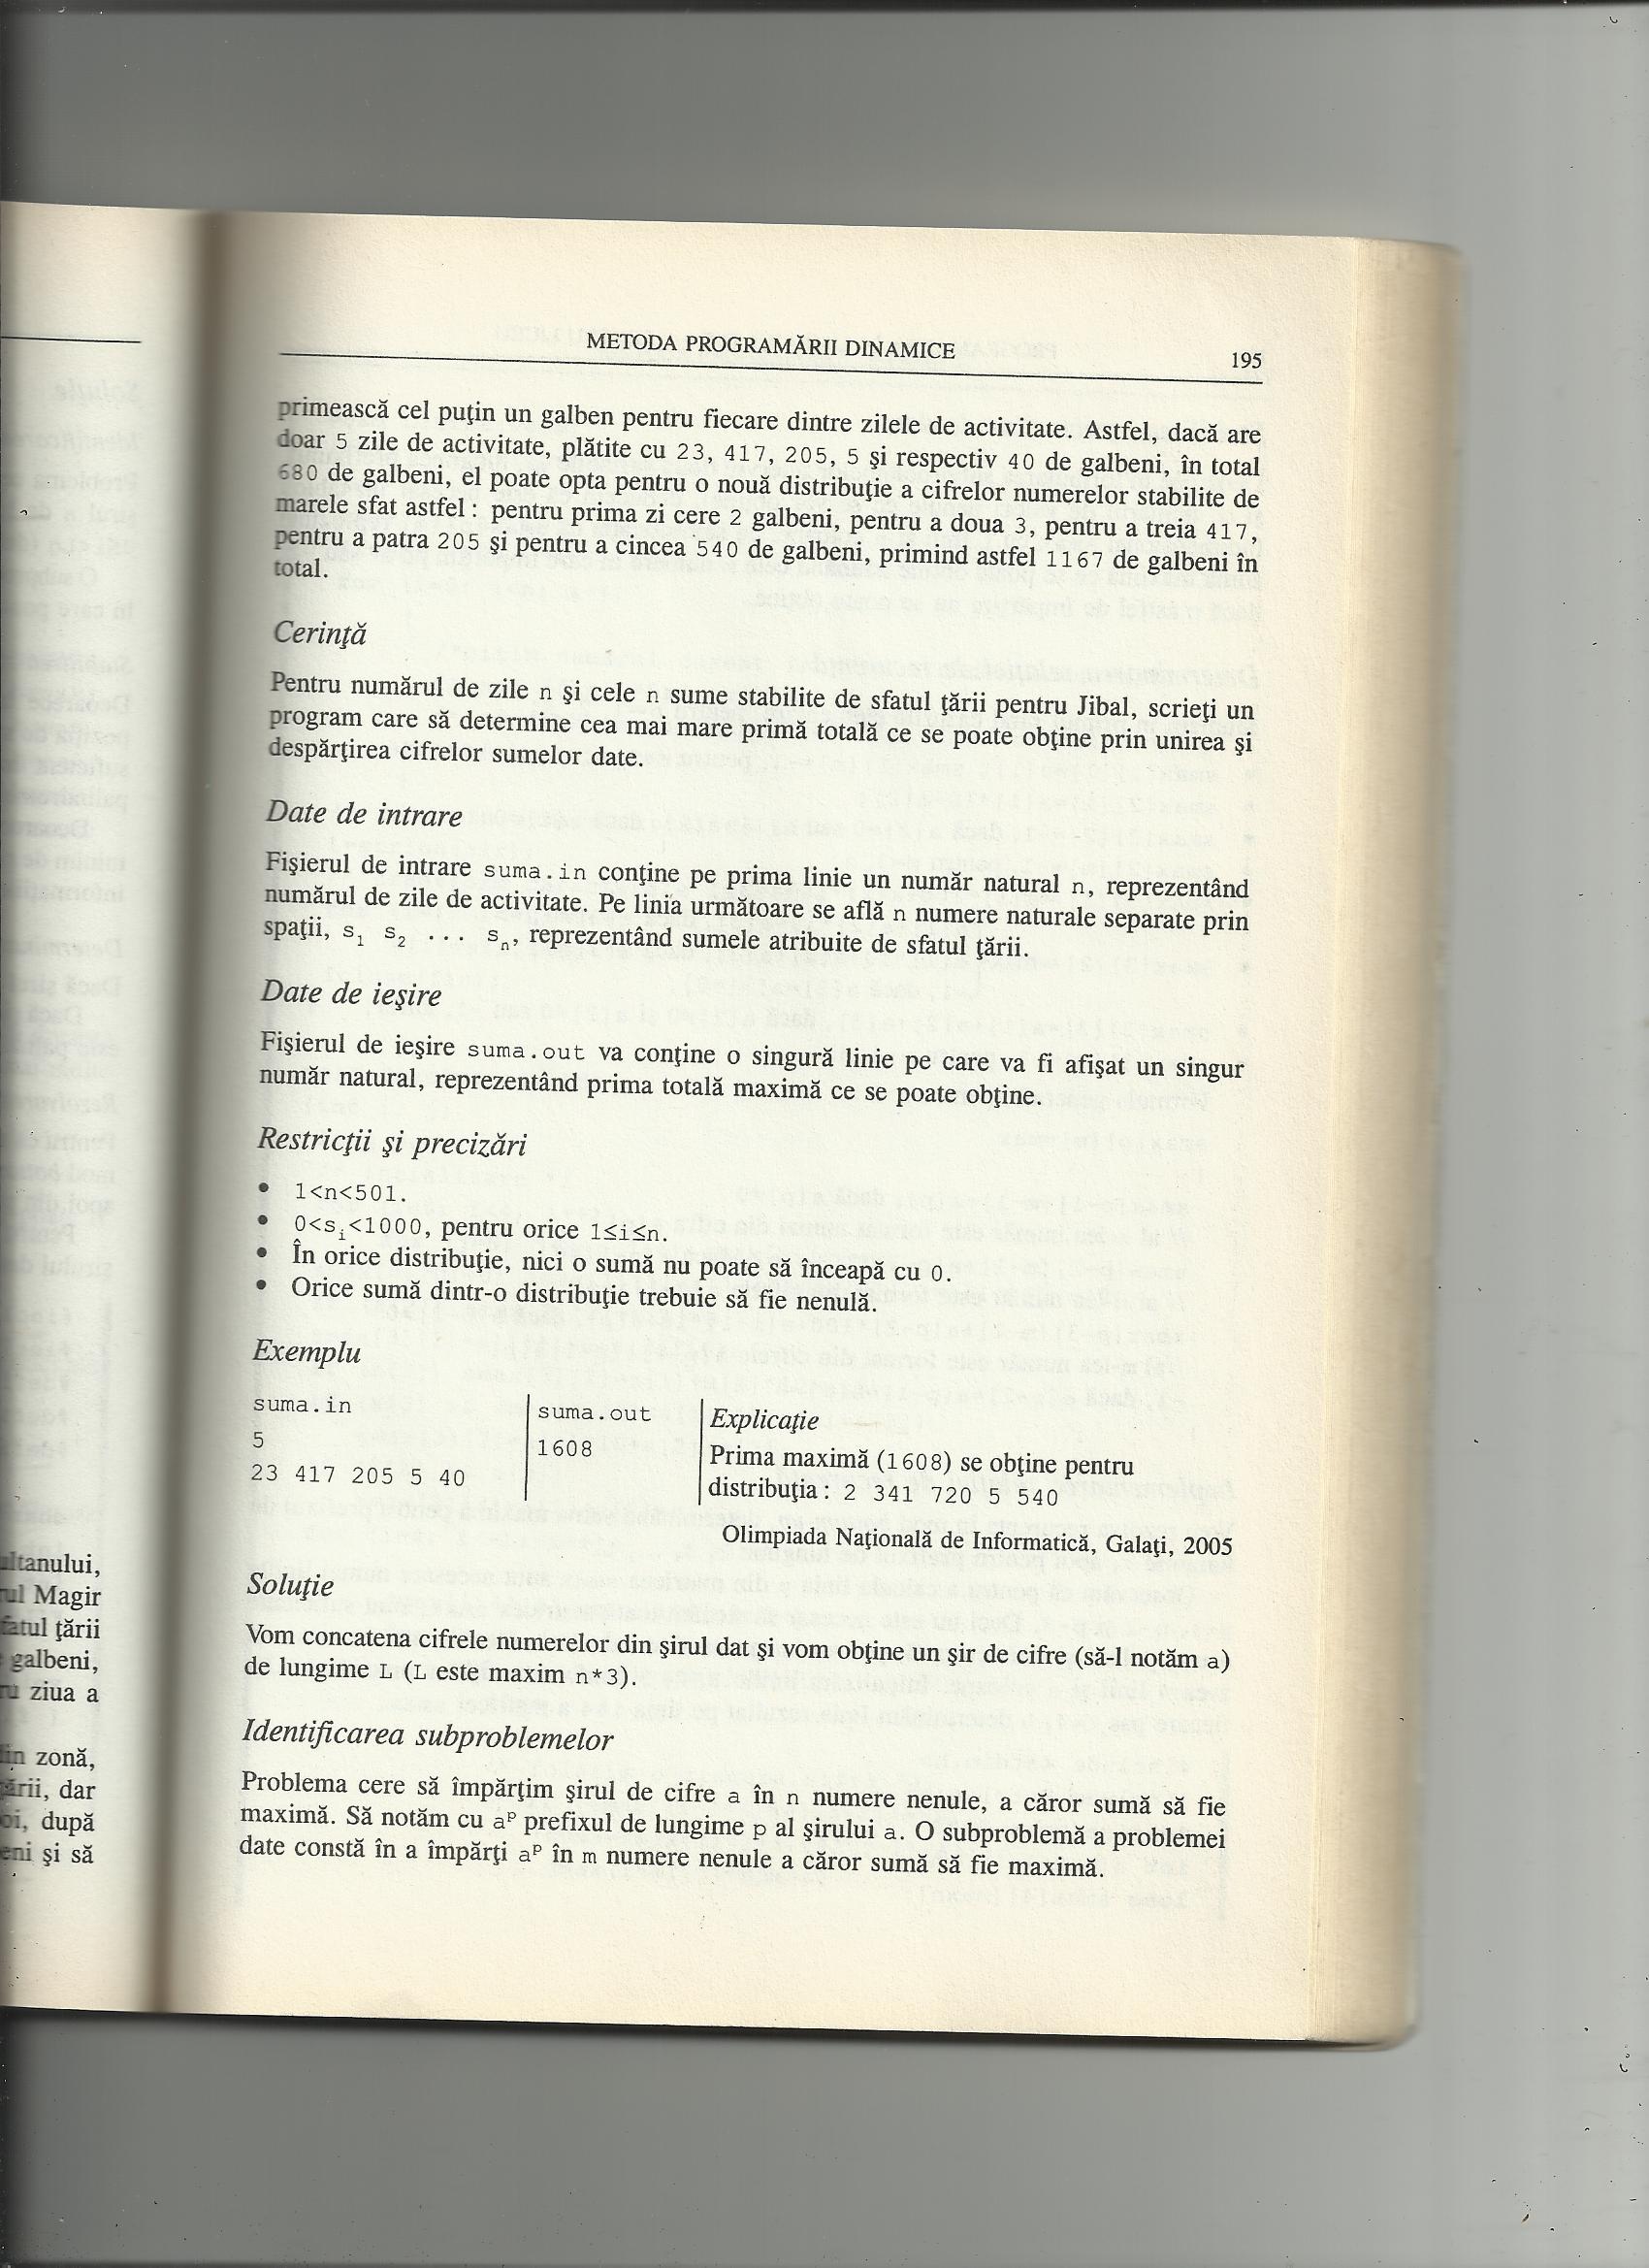 METODA PROGRAMĂRII DINAMICE 195
primească cel puţin un galben pentru fiecare dintre zilele de activitate. Astfel, dacă are
doar 5 zile de activitate, plătite cu 23, 417, 205, 5 şi respectiv 40 de galbeni, în total
680 de galbeni, el poate opta pentru o nouă distribuţie a cifrelor numerelor stabilite de
marele sfat astfel : pentru prima zi cere 2 galbeni, pentru a doua 3, pentru a treia 417,
pentru a patra 205 şi pentru a cincea 540 de galbeni, primind astfel 1167 de galbeni în
total.
Cerinţă
Pentru numărul de zile n şi cele n sume stabilite de sfatul ţării pentru Jibal, scrieţi un
program care să determine cea mai mare primă totală ce se poate obţine prin unirea şi
despărţirea cifrelor sumelor date.
Date de intrare
Fişierul de intrare suma.in conţine pe prima linie un număr natural n, reprezentând
numărul de zile de activitate. Pe linia următoare se află n numere naturale separate prin
spaţii, s₁ s₂ ... sₙ, reprezentând sumele atribuite de sfatul ţării.
Date de ieşire
Fişierul de ieşire suma.out va conţine o singură linie pe care va fi afişat un singur
număr natural, reprezentând prima totală maximă ce se poate obţine.
Restricţii şi precizări
• 1<n<501.
• 0<sᵢ<1000, pentru orice 1≤i≤n.
• În orice distribuţie, nici o sumă nu poate să înceapă cu 0.
• Orice sumă dintr-o distribuţie trebuie să fie nenulă.
Exemplu
suma.in
5
23 417 205 5 40
suma.out
1608
Explicaţie
Prima maximă (1608) se obţine pentru
distribuţia : 2 341 720 5 540
Olimpiada Naţională de Informatică, Galaţi, 2005
Soluţie
Vom concatena cifrele numerelor din şirul dat şi vom obţine un şir de cifre (să-l notăm a)
de lungime L (L este maxim n*3).
Identificarea subproblemelor
Problema cere să împărţim şirul de cifre a în n numere nenule, a căror sumă să fie
maximă. Să notăm cu aᵖ prefixul de lungime p al şirului a. O subproblemă a problemei
date constă în a împărţi aᵖ în m numere nenule a căror sumă să fie maximă.
Magir
ţării
galbeni,
ziua a
zonă,
dar
după
şi să